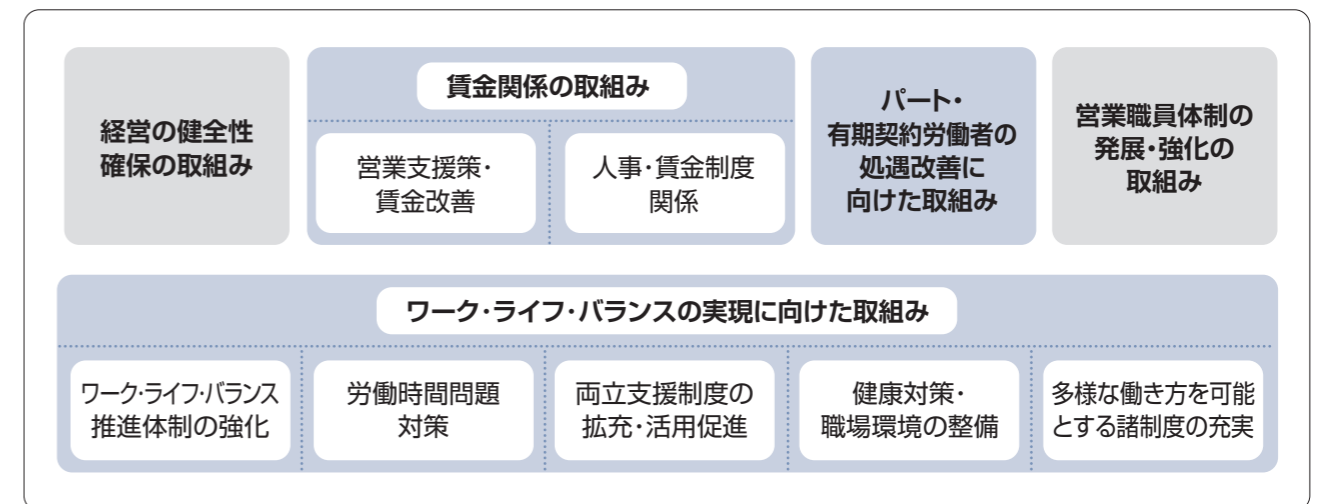 経営の健全性
確保の取組み
賃金関係の取組み
営業支援策・
賃金改善
人事・賃金制度
関係
パート・
有期契約労働者の
処遇改善に
向けた取組み
営業職員体制の
発展・強化の
取組み
ワーク・ライフ・バランスの実現に向けた取組み
ワーク・ライフ・バランス
推進体制の強化
労働時間問題
対策
両立支援制度の
拡充・活用促進
健康対策・
職場環境の整備
多様な働き方を可能
とする諸制度の充実